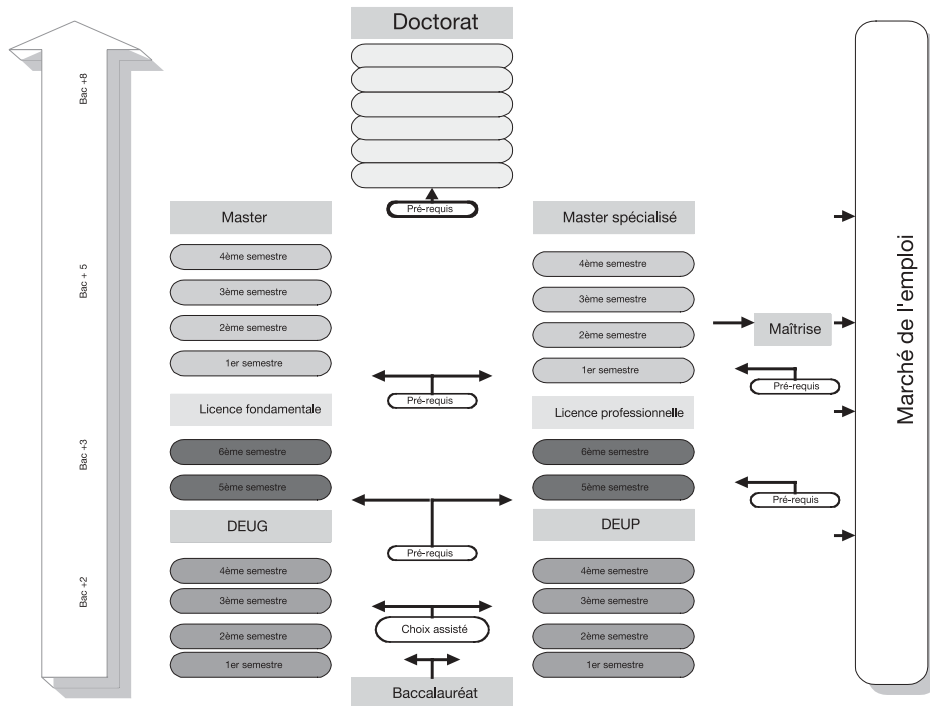 Doctorat
Bac +8
Pré-requis
Master
Master spécialisé
4ème semestre
4ème semestre
3ème semestre
3ème semestre
Bac + 5
2ème semestre
2ème semestre
Maîtrise
1er semestre
1er semestre
Pré-requis
Pré-requis
Licence fondamentale
Licence professionnelle
Marché de l'emploi
Bac +3
6ème semestre
6ème semestre
5ème semestre
5ème semestre
Pré-requis
DEUG
DEUP
Pré-requis
4ème semestre
4ème semestre
Bac +2
3ème semestre
3ème semestre
Choix assisté
2ème semestre
2ème semestre
1er semestre
1er semestre
Baccalauréat